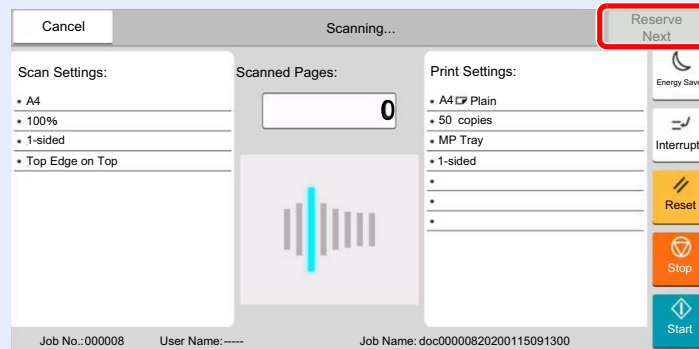 Cancel
Scanning...
Reserve
Next
Scan Settings:
• A4
• 100%
• 1-sided
• Top Edge on Top
Scanned Pages:
0
Print Settings:
• A4 Plain
• 50 copies
• MP Tray
• 1-sided
•
•
•
Energy Save
Interrupt
Reset
Stop
Start
Job No.:000008 User Name:----- Job Name: doc00000820200115091300